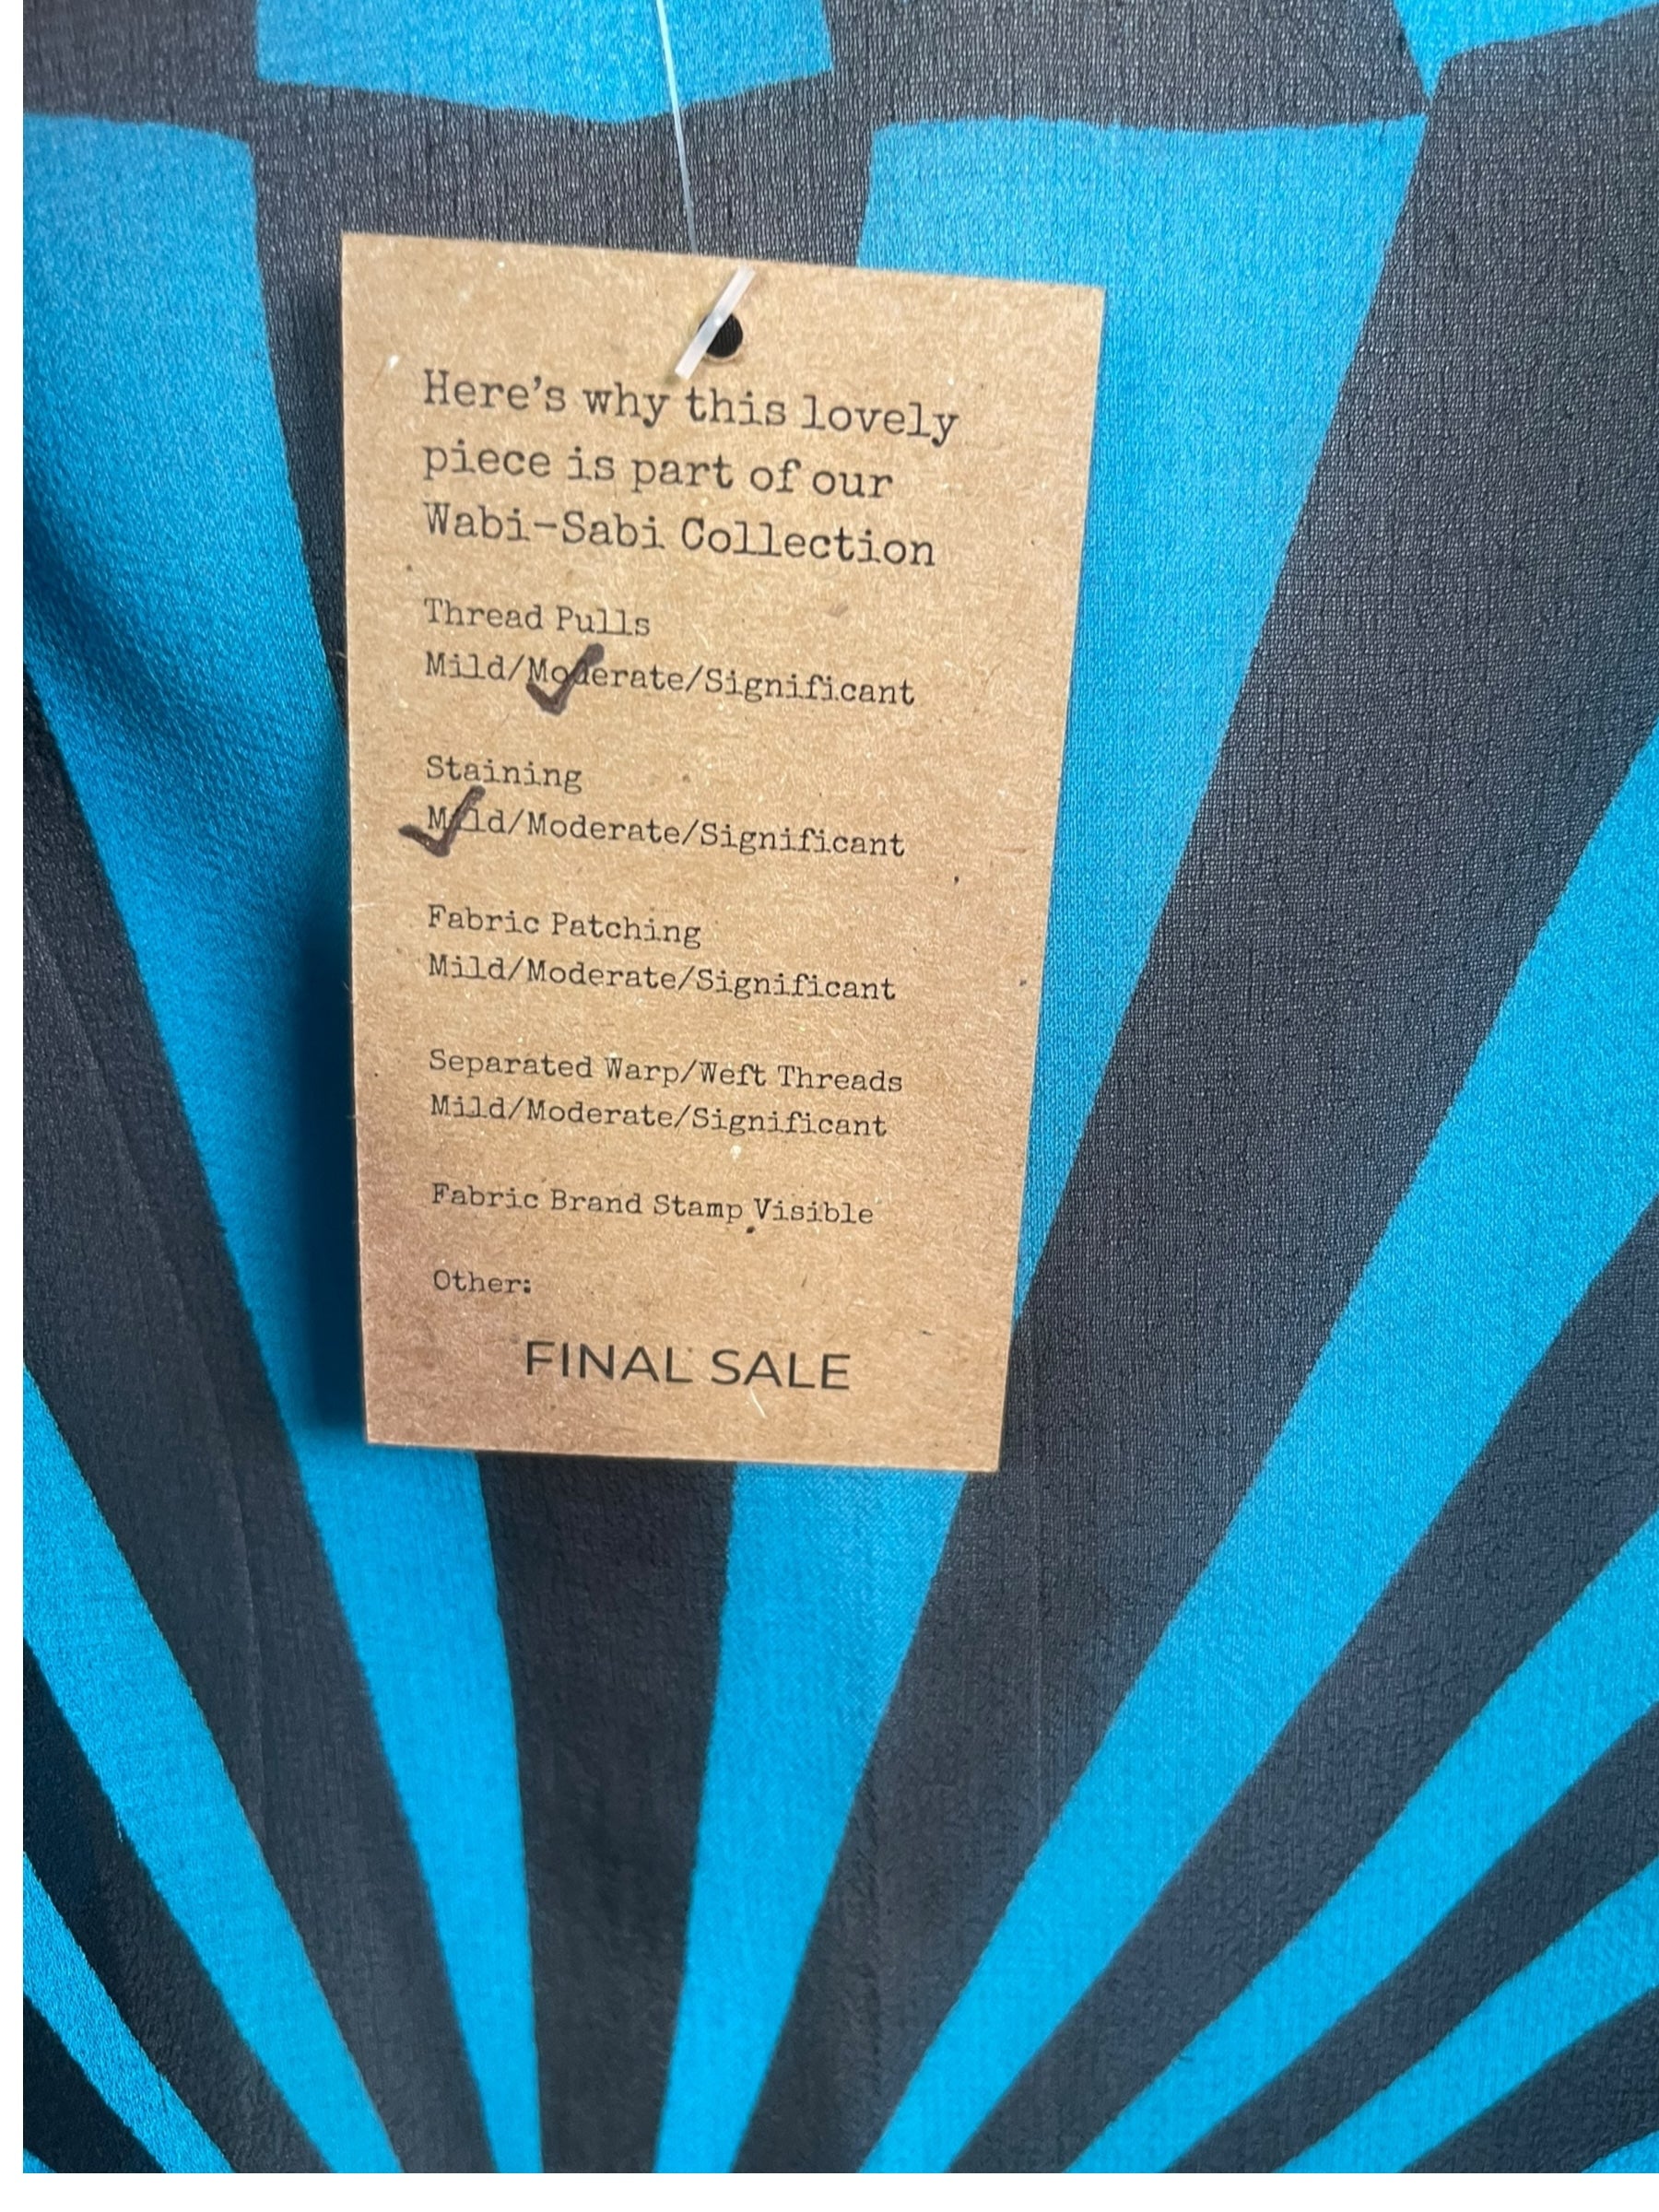 Here's why this lovely
piece is part of our
Wabi-Sabi Collection
Thread Pulls
Mild/Moderate/Significant
Staining
Mild/Moderate/Significant
Fabric Patching
Mild/Moderate/Significant
Separated Warp/Weft Threads
Mild/Moderate/Significant
Fabric Brand Stamp Visible
Other:
FINAL SALE